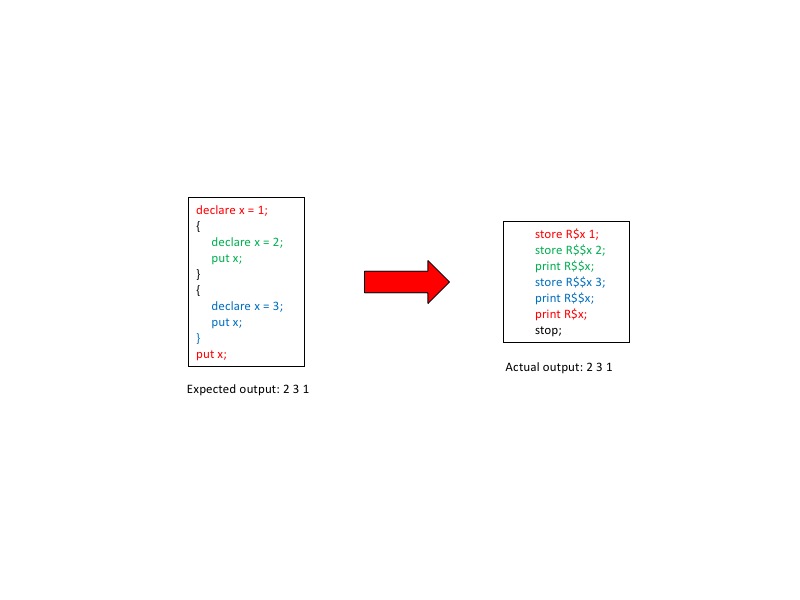 declare x = 1;
{
declare x = 2;
put x;
}
{
declare x = 3;
put x;
}
put x;
Expected output: 2 3 1
store R$x 1;
store R$$x 2;
print R$$x;
store R$$x 3;
print R$$x;
print R$x;
stop;
Actual output: 2 3 1